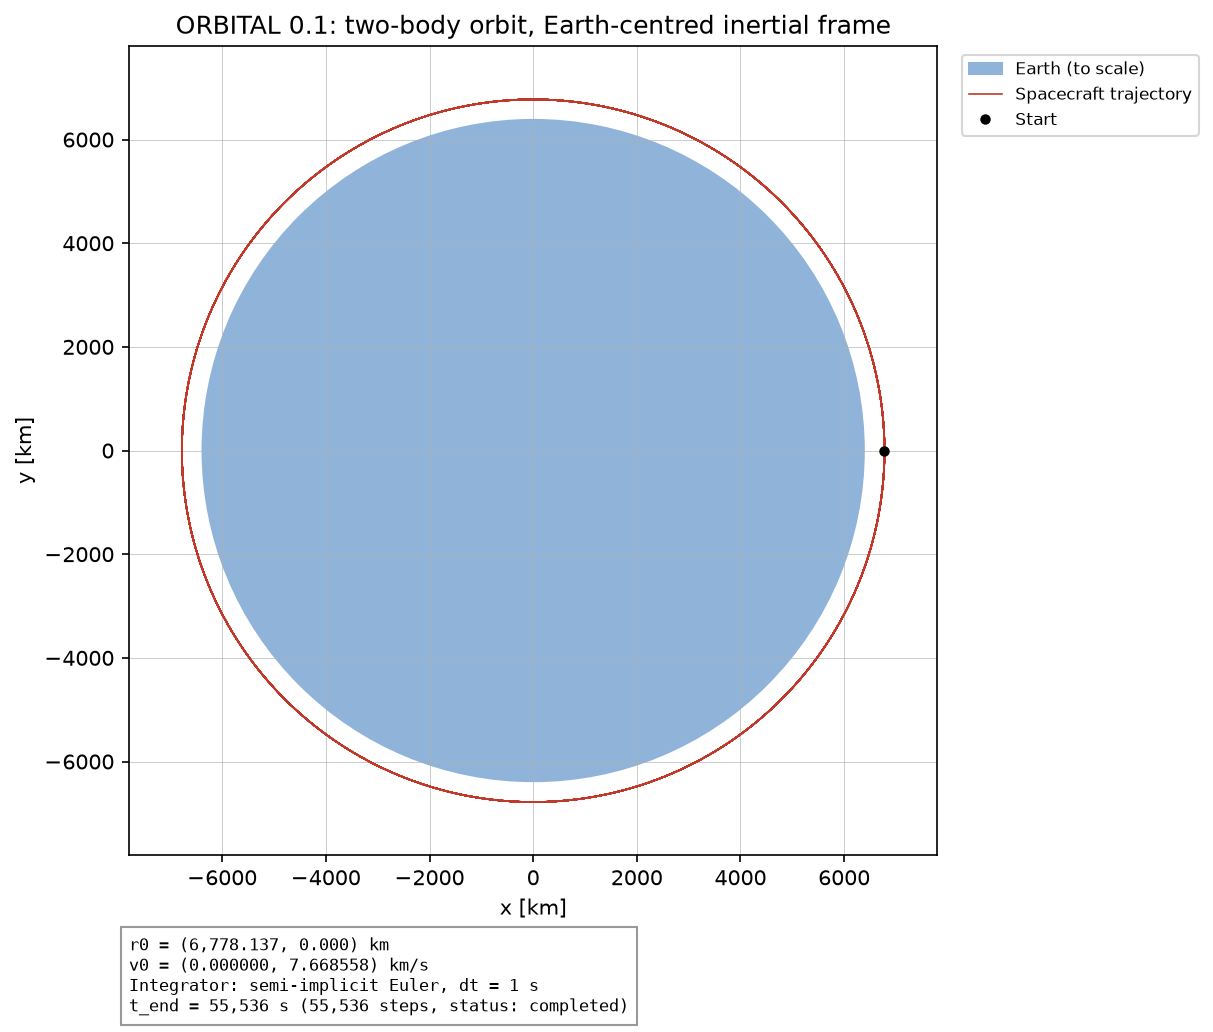 ORBITAL 0.1: two-body orbit, Earth-centred inertial frame
Earth (to scale)
Spacecraft trajectory
Start
y [km]
6000
4000
2000
0
−2000
−4000
−6000
−6000 −4000 −2000 0 2000 4000 6000
x [km]
r0 = (6,778.137, 0.000) km
v0 = (0.000000, 7.668558) km/s
Integrator: semi-implicit Euler, dt = 1 s
t_end = 55,536 s (55,536 steps, status: completed)